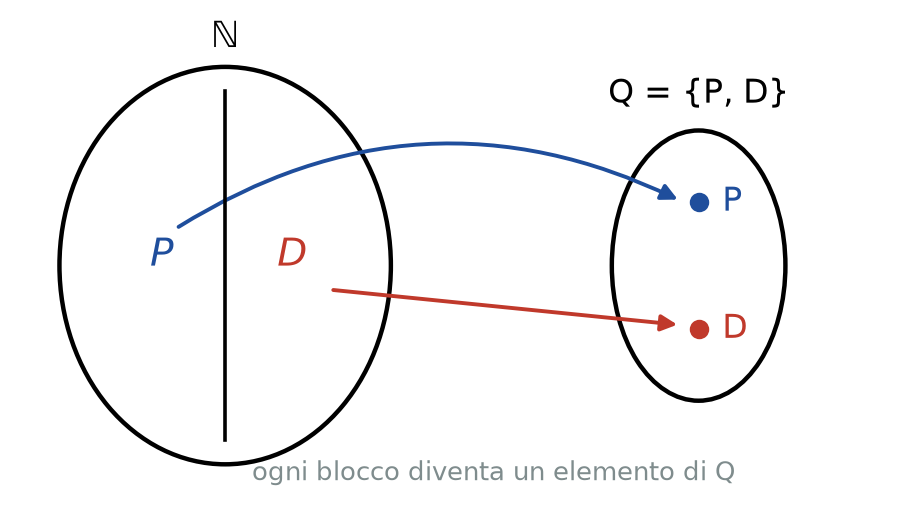 ℕ
Q = {P, D}
P
D
P
D
ogni blocco diventa un elemento di Q